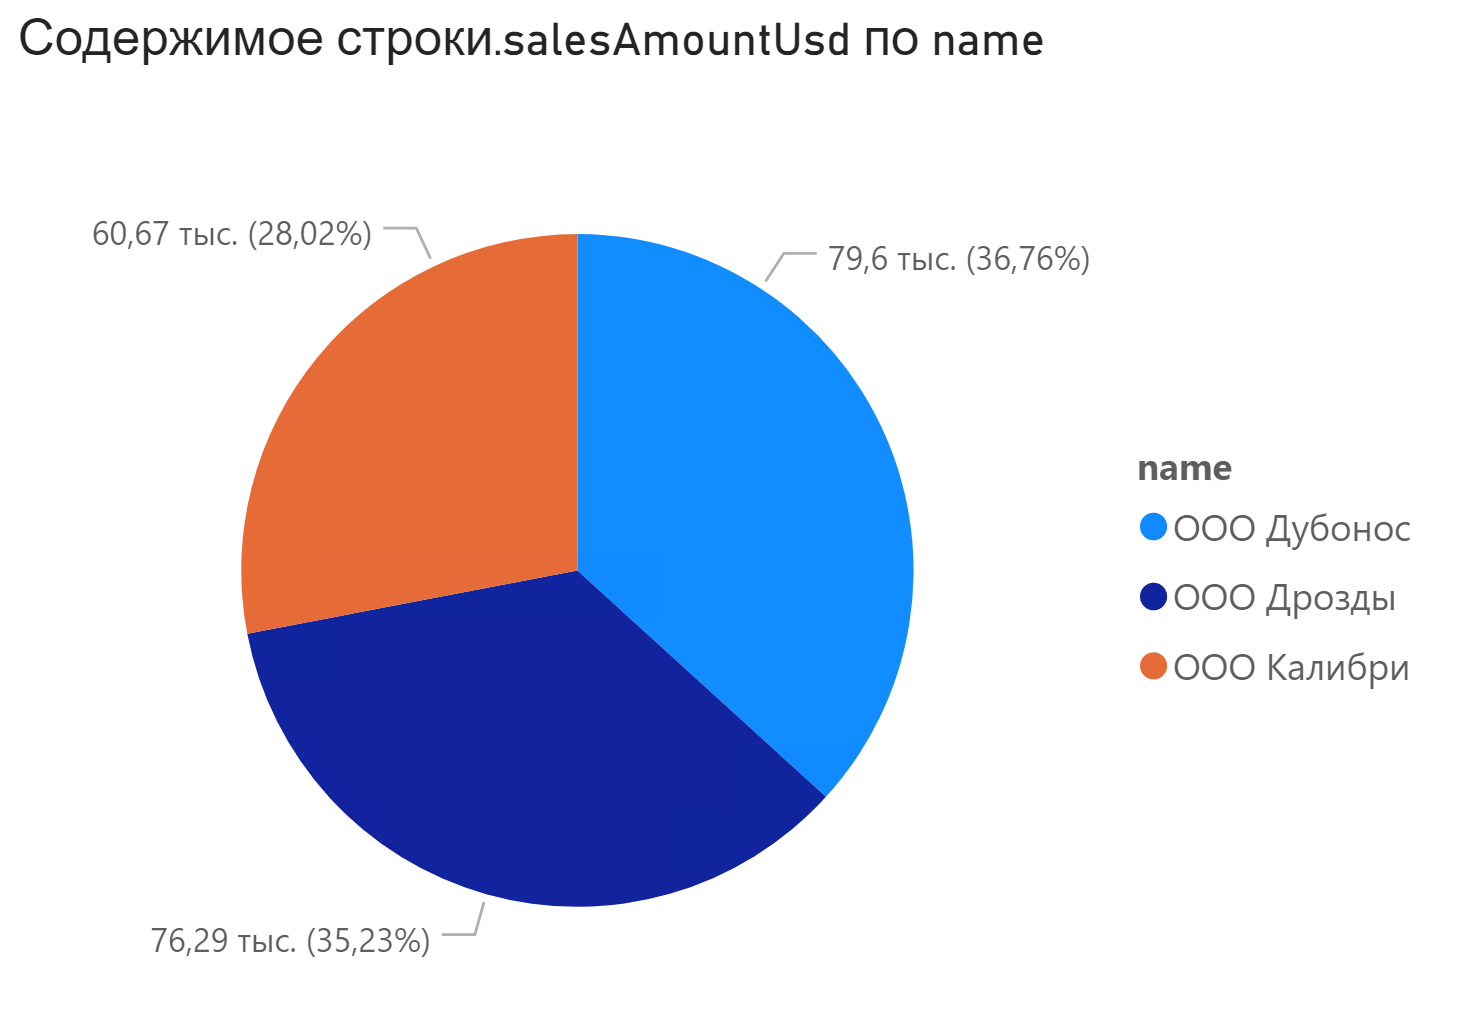 Содержимое строки.salesAmountUsd по name
60,67 тыс. (28,02%)
79,6 тыс. (36,76%)
76,29 тыс. (35,23%)
name
ООО Дубонос
ООО Дрозды
ООО Калибри